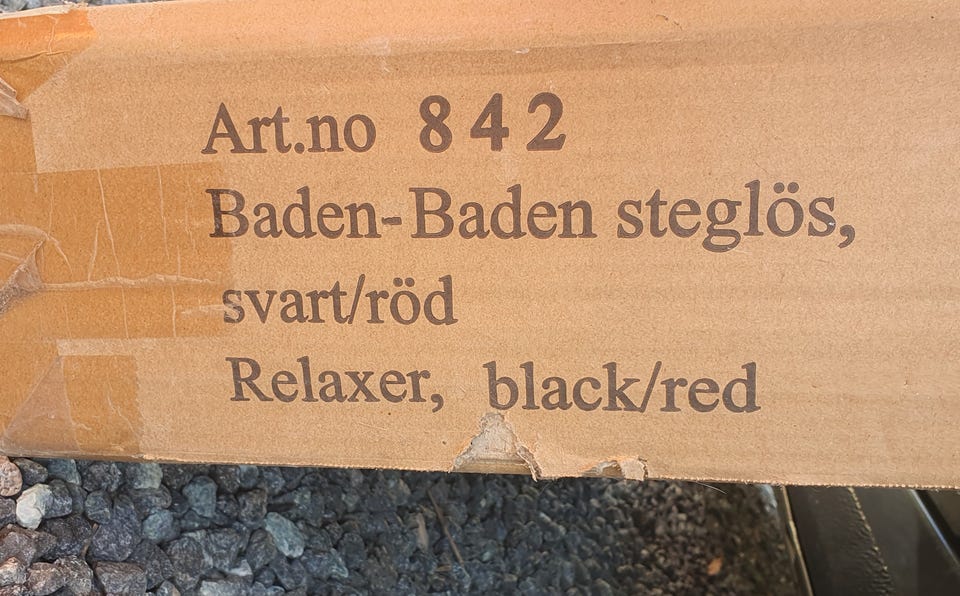 Art.no 842
Baden-Baden steglös,
svart/röd
Relaxer, black/red